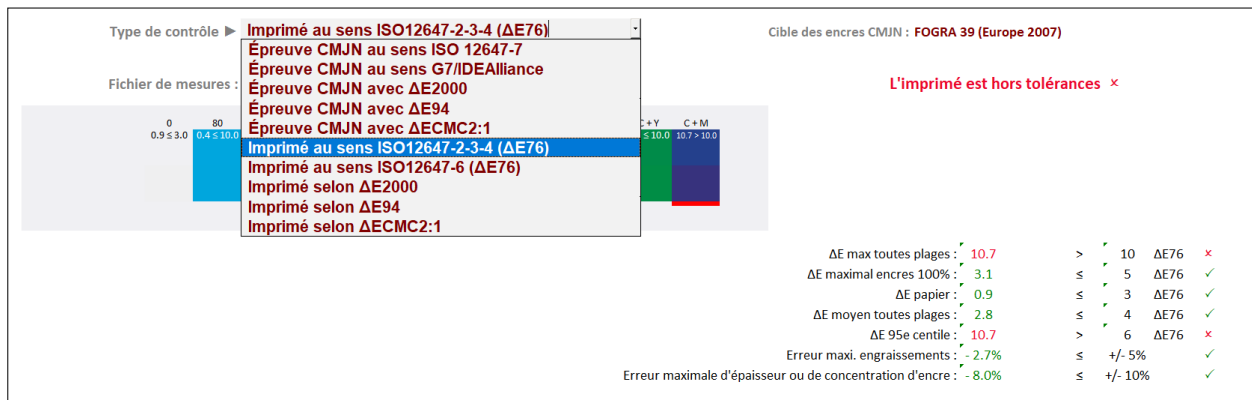 Type de contrôle ► Imprimé au sens ISO12647-2-3-4 (ΔE76) Cible des encres CMJN : FOGRA 39 (Europe 2007)
Épreuve CMJN au sens ISO 12647-7
Épreuve CMJN au sens G7/IDEAlliance
Fichier de mesures : L'imprimé est hors tolérances ✗
Épreuve CMJN avec ΔE2000
Épreuve CMJN avec ΔE94
Épreuve CMJN avec ΔECMC2:1
Imprimé au sens ISO12647-2-3-4 (ΔE76)
Imprimé au sens ISO12647-6 (ΔE76)
Imprimé selon ΔE2000
Imprimé selon ΔE94
Imprimé selon ΔECMC2:1
0 80 C+M
0.9 ≤ 3.0 0.4 ≤ 10.0 ≤ 10.0 10.7 > 10.0
ΔE max toutes plages : 10.7 > 10 ΔE76 ✗
ΔE maximal encres 100% : 3.1 ≤ 5 ΔE76 ✓
ΔE papier : 0.9 ≤ 3 ΔE76 ✓
ΔE moyen toutes plages : 2.8 ≤ 4 ΔE76 ✓
ΔE 95e centile : 10.7 > 6 ΔE76 ✗
Erreur maxi. engraissements : - 2.7% ≤ +/- 5% ✓
Erreur maximale d'épaisseur ou de concentration d'encre : - 8.0% ≤ +/- 10% ✓